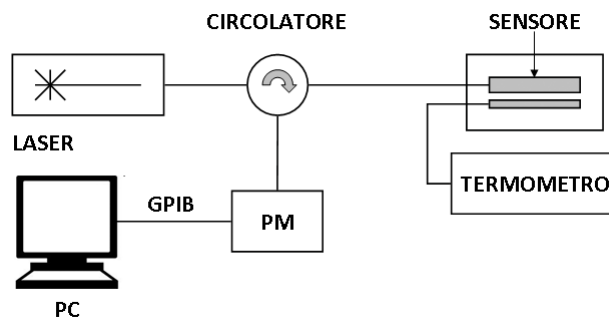 CIRCOLATORE
SENSORE
LASER
TERMOMETRO
GPIB
PM
PC